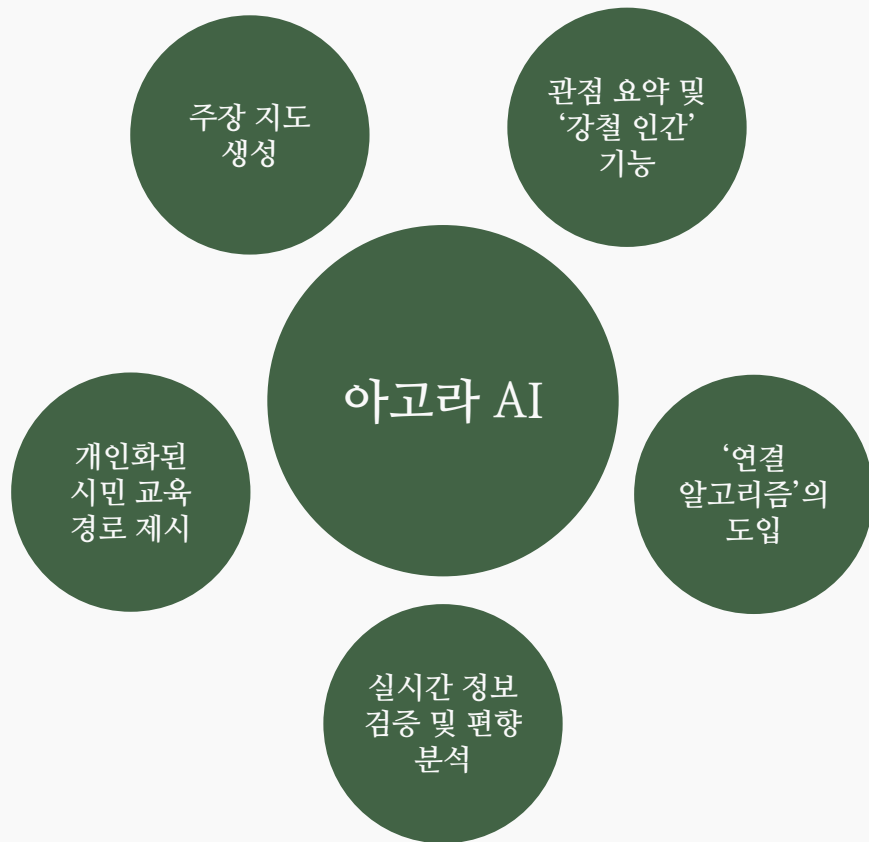 주장 지도
생성
관점 요약 및
‘강철 인간’
기능
아고라 AI
개인화된
시민 교육
경로 제시
‘연결
알고리즘’의
도입
실시간 정보
검증 및 편향
분석